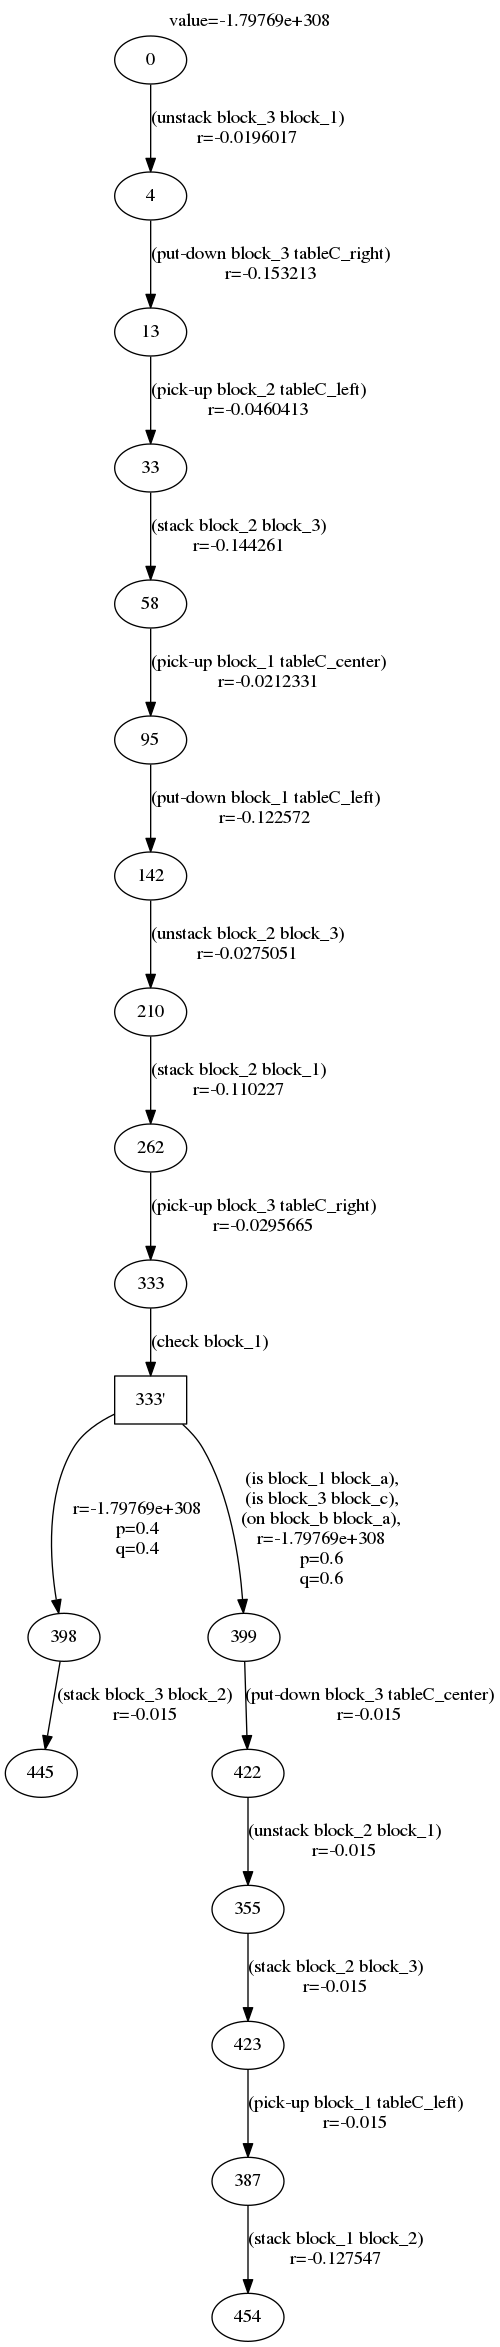 value=-1.79769e+308
0
(unstack block_3 block_1)
r=-0.0196017
4
(put-down block_3 tableC_right)
r=-0.153213
13
(pick-up block_2 tableC_left)
r=-0.0460413
33
(stack block_2 block_3)
r=-0.144261
58
(pick-up block_1 tableC_center)
r=-0.0212331
95
(put-down block_1 tableC_left)
r=-0.122572
142
(unstack block_2 block_3)
r=-0.0275051
210
(stack block_2 block_1)
r=-0.110227
262
(pick-up block_3 tableC_right)
r=-0.0295665
333
(check block_1)
333'
r=-1.79769e+308
p=0.4
q=0.4
(is block_1 block_a),
(is block_3 block_c),
(on block_b block_a),
r=-1.79769e+308
p=0.6
q=0.6
398
399
(stack block_3 block_2)
r=-0.015
(put-down block_3 tableC_center)
r=-0.015
445
422
(unstack block_2 block_1)
r=-0.015
355
(stack block_2 block_3)
r=-0.015
423
(pick-up block_1 tableC_left)
r=-0.015
387
(stack block_1 block_2)
r=-0.127547
454